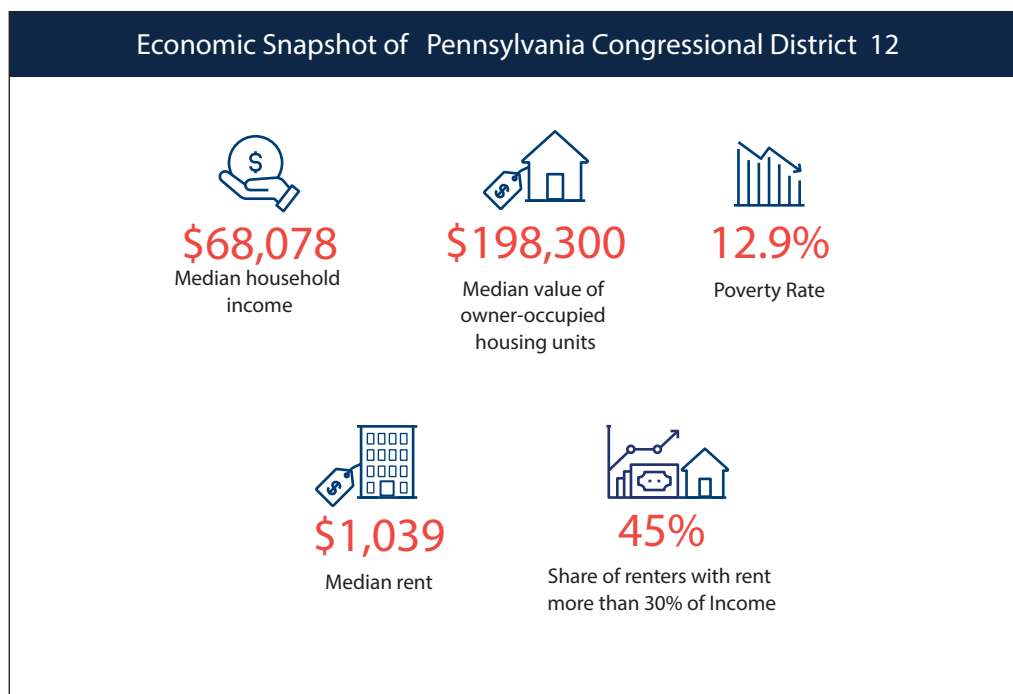 Economic Snapshot of Pennsylvania Congressional District 12
$
$
$68,078
Median household
income
$198,300
Median value of
owner-occupied
housing units
12.9%
Poverty Rate
$
$1,039
Median rent
45%
Share of renters with rent
more than 30% of Income